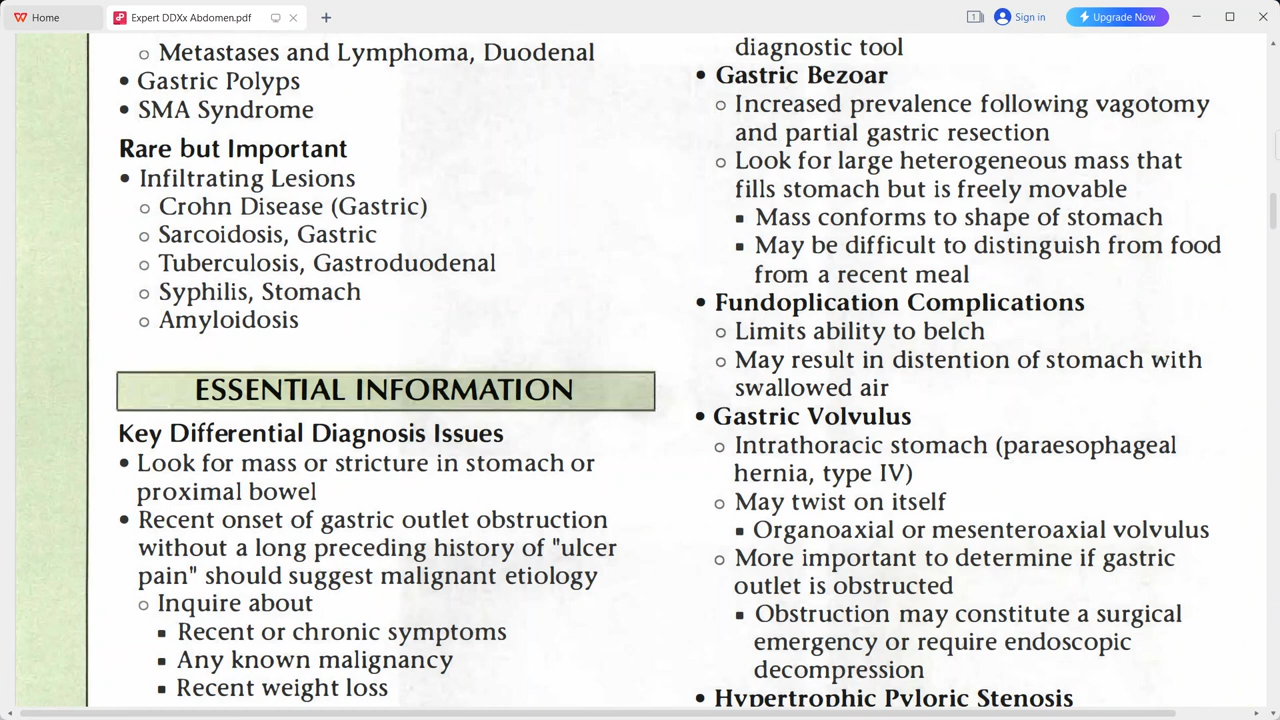 Home
Expert DDXx Abdomen.pdf
1
Sign in
Upgrade Now
○ Metastases and Lymphoma, Duodenal
• Gastric Polyps
• SMA Syndrome
Rare but Important
• Infiltrating Lesions
○ Crohn Disease (Gastric)
○ Sarcoidosis, Gastric
○ Tuberculosis, Gastroduodenal
○ Syphilis, Stomach
○ Amyloidosis
ESSENTIAL INFORMATION
Key Differential Diagnosis Issues
• Look for mass or stricture in stomach or
proximal bowel
• Recent onset of gastric outlet obstruction
without a long preceding history of "ulcer
pain" should suggest malignant etiology
○ Inquire about
▪ Recent or chronic symptoms
▪ Any known malignancy
▪ Recent weight loss
diagnostic tool
• Gastric Bezoar
○ Increased prevalence following vagotomy
and partial gastric resection
○ Look for large heterogeneous mass that
fills stomach but is freely movable
▪ Mass conforms to shape of stomach
▪ May be difficult to distinguish from food
from a recent meal
• Fundoplication Complications
○ Limits ability to belch
○ May result in distention of stomach with
swallowed air
• Gastric Volvulus
○ Intrathoracic stomach (paraesophageal
hernia, type IV)
○ May twist on itself
▪ Organoaxial or mesenteroaxial volvulus
○ More important to determine if gastric
outlet is obstructed
▪ Obstruction may constitute a surgical
emergency or require endoscopic
decompression
• Hypertrophic Pyloric Stenosis